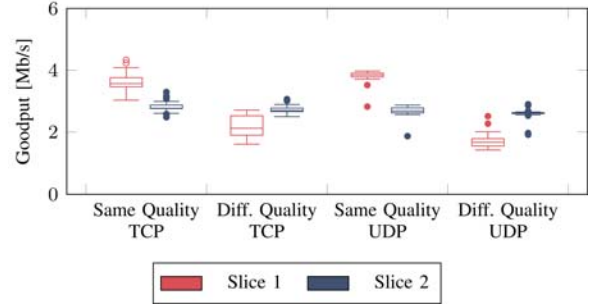 Goodput [Mb/s]
6
4
2
0
Same Quality TCP
Diff. Quality TCP
Same Quality UDP
Diff. Quality UDP
Slice 1
Slice 2